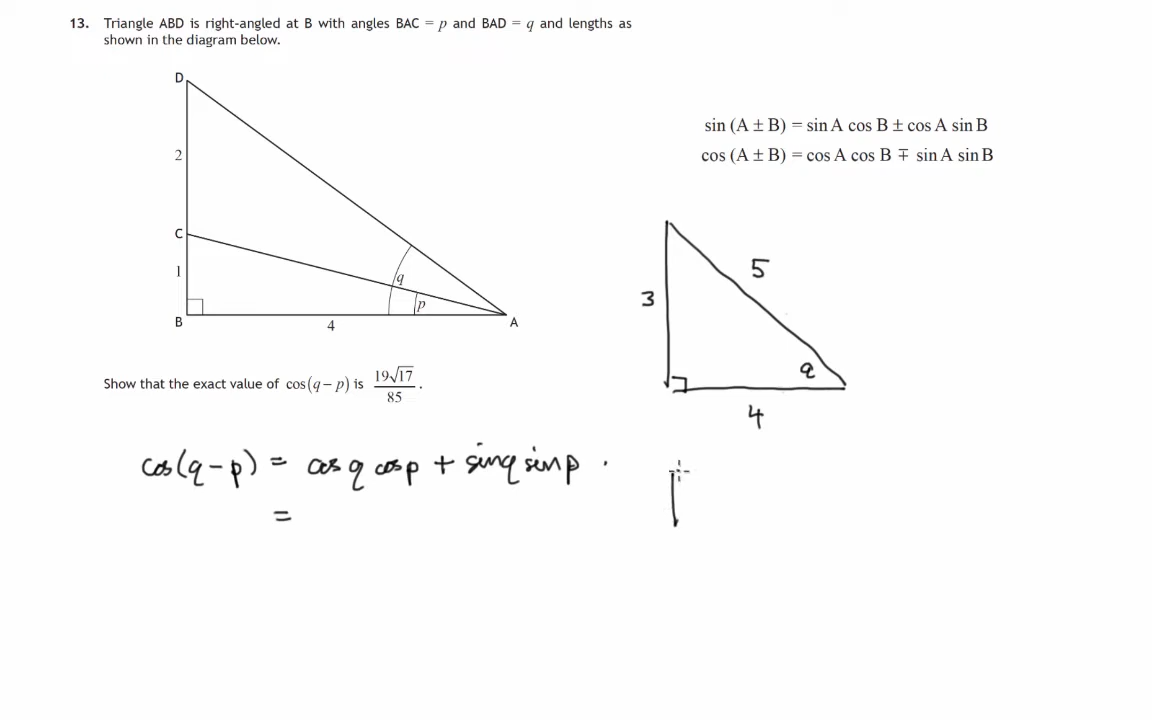 13. Triangle ABD is right-angled at B with angles BAC = p and BAD = q and lengths as
shown in the diagram below.
D
2
C
1
B
4
A
q
p
sin (A ± B) = sin A cos B ± cos A sin B
cos (A ± B) = cos A cos B ∓ sin A sin B
5
3
q
4
Show that the exact value of cos(q − p) is 19√17/85.
cos(q-p) = cos q cos p + sin q sin p .
=